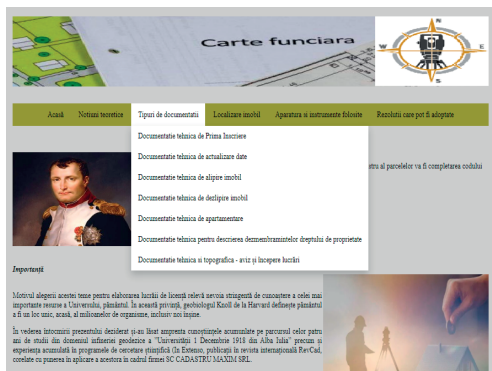 Carte funciara
N
W
E
S
Acasă Notiuni teoretice Tipuri de documentatii Localizare imobil Aparatura si instrumente folosite Rezolutii care pot fi adoptate
Documentatie tehnica de Prima Inscriere
Documentatie tehnica de actualizare date
Documentatie tehnica de alipire imobil
Documentatie tehnica de dezlipire imobil
Documentatie tehnica de apartamentare
Documentatie tehnica pentru descrierea dezmembramintelor dreptului de proprietate
Documentatie tehnica si topografica - aviz și începere lucrări
tru al parcelelor va fi completarea codului
Importanță
Motivul alegerii acestei teme pentru elaborarea lucrăii de licență relevă nevoia stringentă de cunoastere a celei mai
importante resurse a Universului, pământul. În această privință, geobiologul Knoll de la Harvard definește pământul
a fi un loc unic, acasă, al milioanelor de organisme, inclusiv noi înșine.
În vederea întocmirii prezentului deziderat și-au lăsat amprenta cunoștiințele acumulate pe parcursul celor patru
ani de studii din domeniul infineriei geodezice a "Universității 1 Decembrie 1918 din Alba Iulia" precum și
experiența acumulată în programele de cercetare științifică (In Extenso, publicații în revista internațională RevCad,
corelate cu punerea în aplicare a acestora în cadrul firmei SC CADASTRU MAXIM SRL.